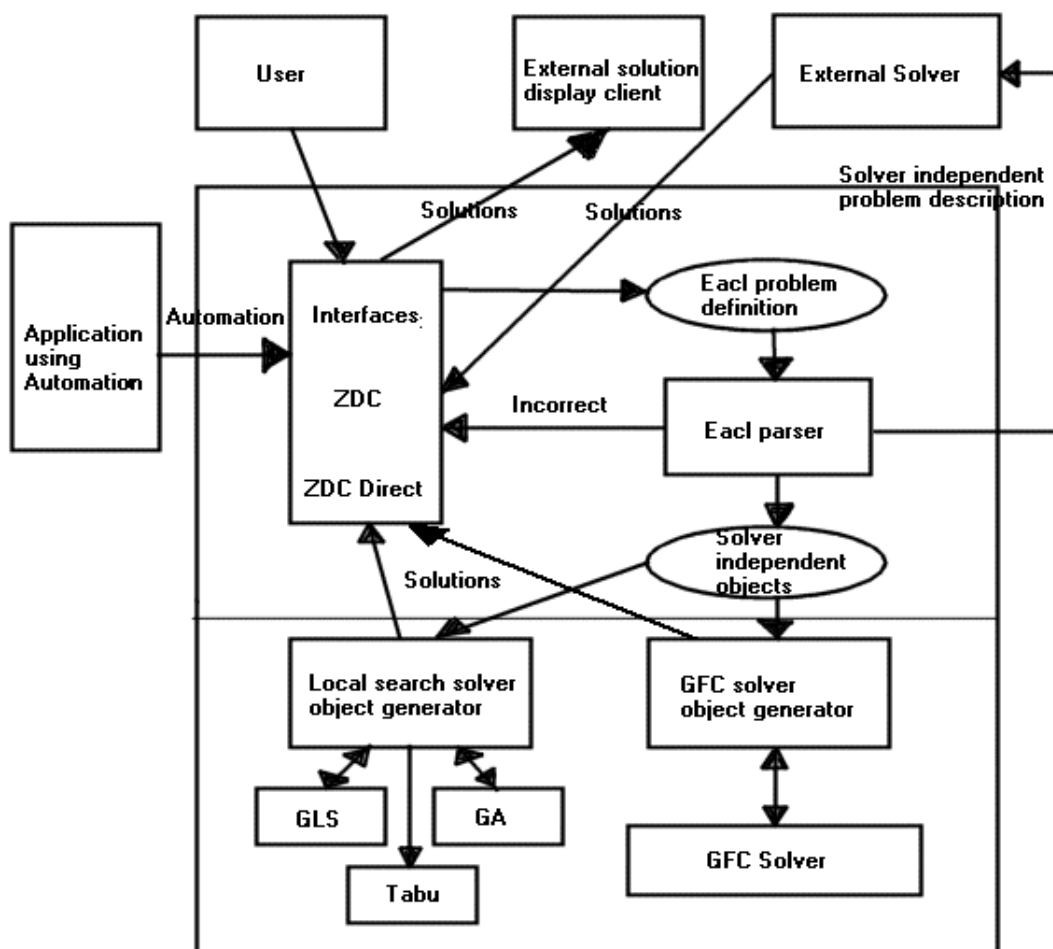 User
External solution
display client
External Solver
Solver independent
problem description
Solutions
Solutions
Eacl problem
definition
Automation
Interfaces:
Application
using
Automation
ZDC
Incorrect
Eacl parser
ZDC Direct
Solver
independent
objects
Solutions
Local search solver
object generator
GFC solver
object generator
GLS
GA
GFC Solver
Tabu